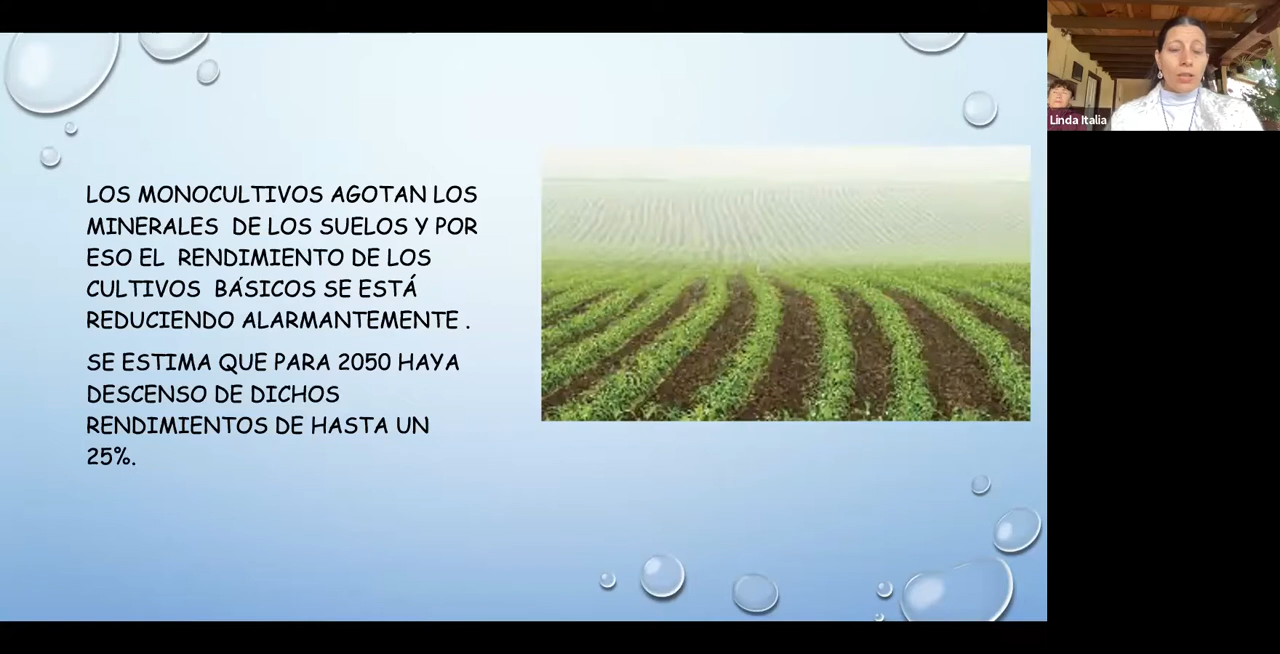 LOS MONOCULTIVOS AGOTAN LOS
MINERALES DE LOS SUELOS Y POR
ESO EL RENDIMIENTO DE LOS
CULTIVOS BÁSICOS SE ESTÁ
REDUCIENDO ALARMANTEMENTE .
SE ESTIMA QUE PARA 2050 HAYA
DESCENSO DE DICHOS
RENDIMIENTOS DE HASTA UN
25%.
Linda Italia